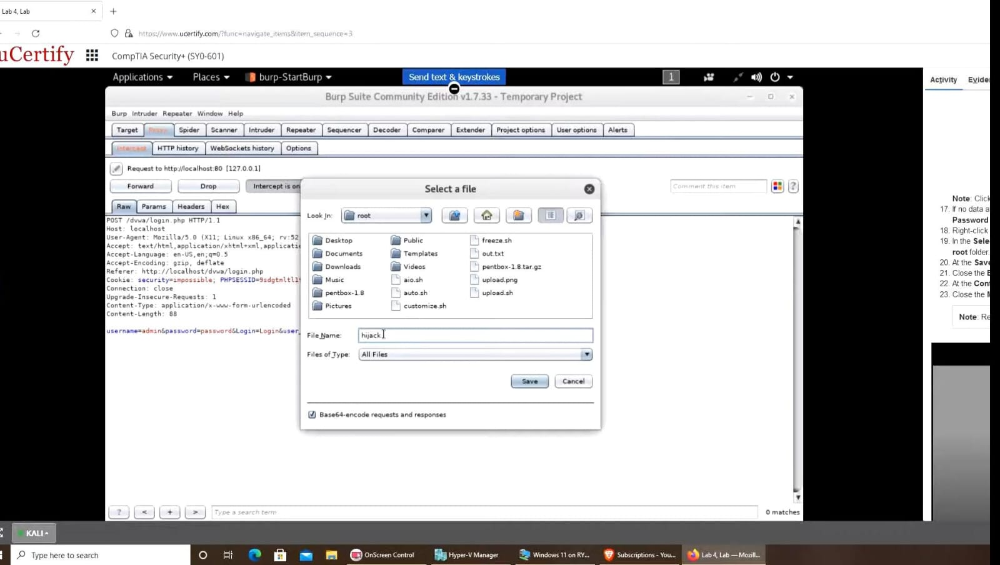 Lab 4, Lab
https://www.ucertify.com/?func=navigate_items&item_sequence=3
uCertify
CompTIA Security+ (SY0-601)
Applications Places burp-StartBurp Send text & keystrokes 1
Activity
Burp Suite Community Edition v1.7.33 - Temporary Project
Burp Intruder Repeater Window Help
Target Proxy Spider Scanner Intruder Repeater Sequencer Decoder Comparer Extender Project options User options Alerts
Intercept HTTP history WebSockets history Options
Request to http://localhost:80 [127.0.0.1]
Forward Drop Intercept is on
Comment this item ?
Raw Params Headers Hex
POST /dvwa/login.php HTTP/1.1
Host: localhost
User-Agent: Mozilla/5.0 (X11; Linux x86_64; rv:52
Accept: text/html,application/xhtml+xml,applicati
Accept-Language: en-US,en;q=0.5
Accept-Encoding: gzip, deflate
Referer: http://localhost/dvwa/login.php
Cookie: security=impossible;
Connection: close
Upgrade-Insecure-Requests: 1
Content-Type: application/x-www-form-urlencoded
Content-Length: 88
username=admin&password=password&Login=Login&user_
Select a file
Look In: root
Desktop
Documents
Downloads
Music
pentbox-1.8
Pictures
Public
Templates
Videos
aio.sh
auto.sh
customize.sh
freeze.sh
out.txt
pentbox-1.8.tar.gz
upload.png
upload.sh
File Name: hijack
Files of Type: All Files
Save Cancel
Base64-encode requests and responses
Note: Click
17. If no data a
Password
18. Right-click
19. In the Sele
root folder.
20. At the Save
21. Close the B
22. At the Con
23. Close the M
Note: Re
? < + > Type a search term 0 matches
KALI
Type here to search
OnScreen Control
Hyper-V Manager
Windows 11 on RY...
Subscriptions - You...
Lab 4, Lab — Mozill...